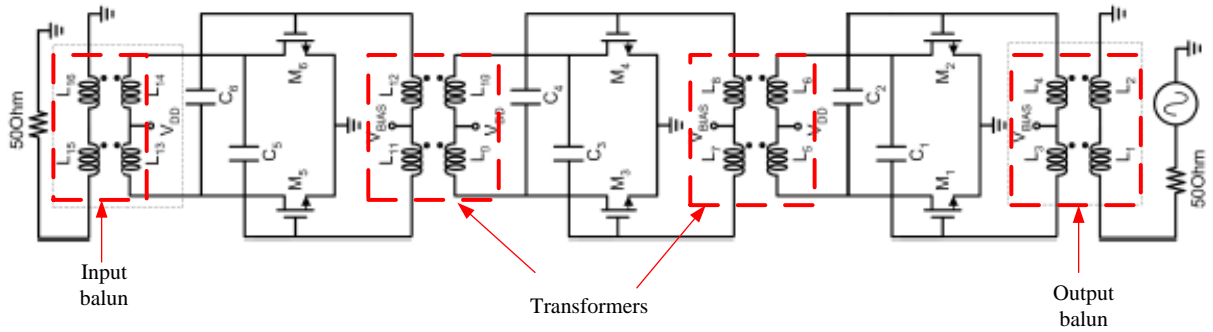 50Ohm
L16
L14
L15
L13
VDD
C6
C5
M6
M5
L12
L10
VBIAS
VDD
L11
L9
C4
C3
M4
M3
L8
L6
VBIAS
VDD
L7
L5
C2
C1
M2
M1
L4
L2
VBIAS
L3
L1
50Ohm
Input
balun
Transformers
Output
balun